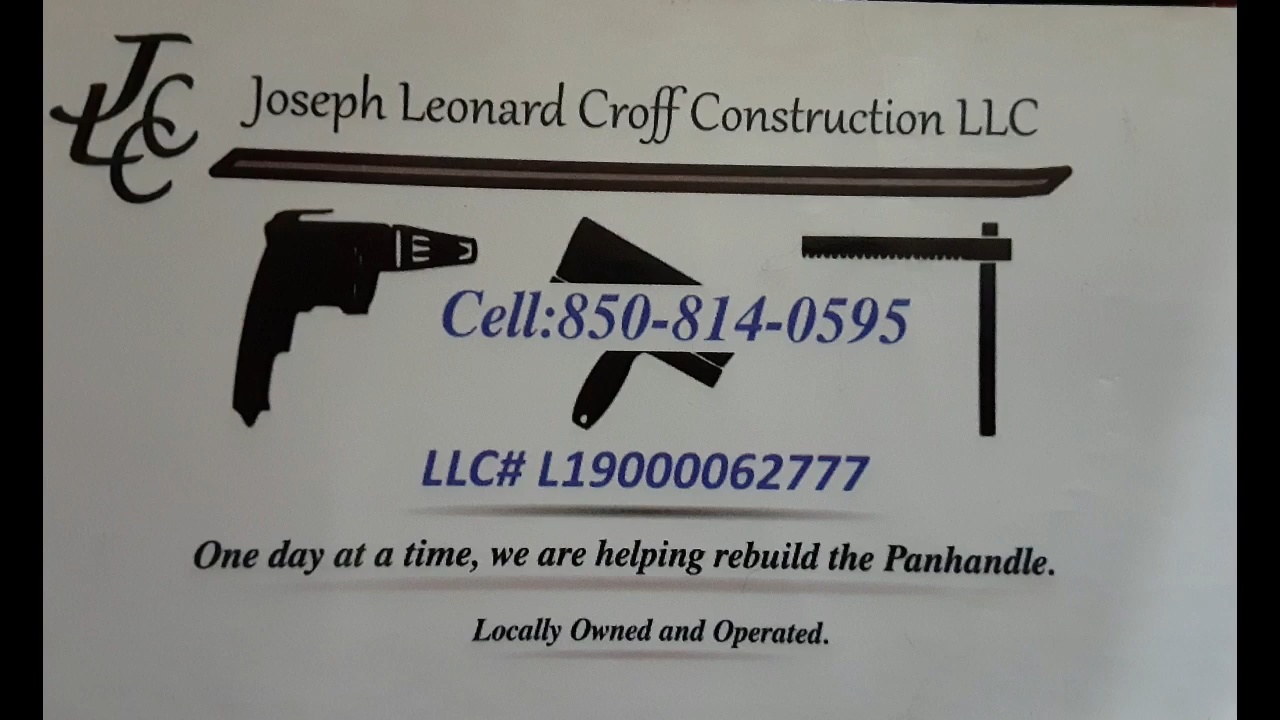 JLCC
Joseph Leonard Croff Construction LLC
Cell:850-814-0595
LLC# L19000062777
One day at a time, we are helping rebuild the Panhandle.
Locally Owned and Operated.